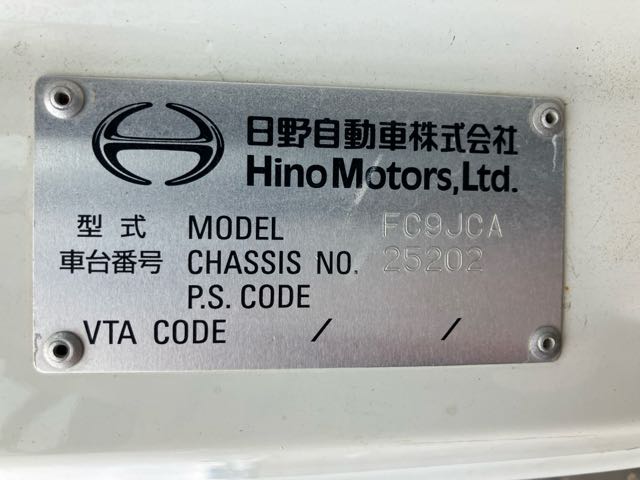 日野自動車株式会社
Hino Motors, Ltd.
型式 MODEL FC9JCA
車台番号 CHASSIS NO. 25202
P.S. CODE
VTA CODE / /